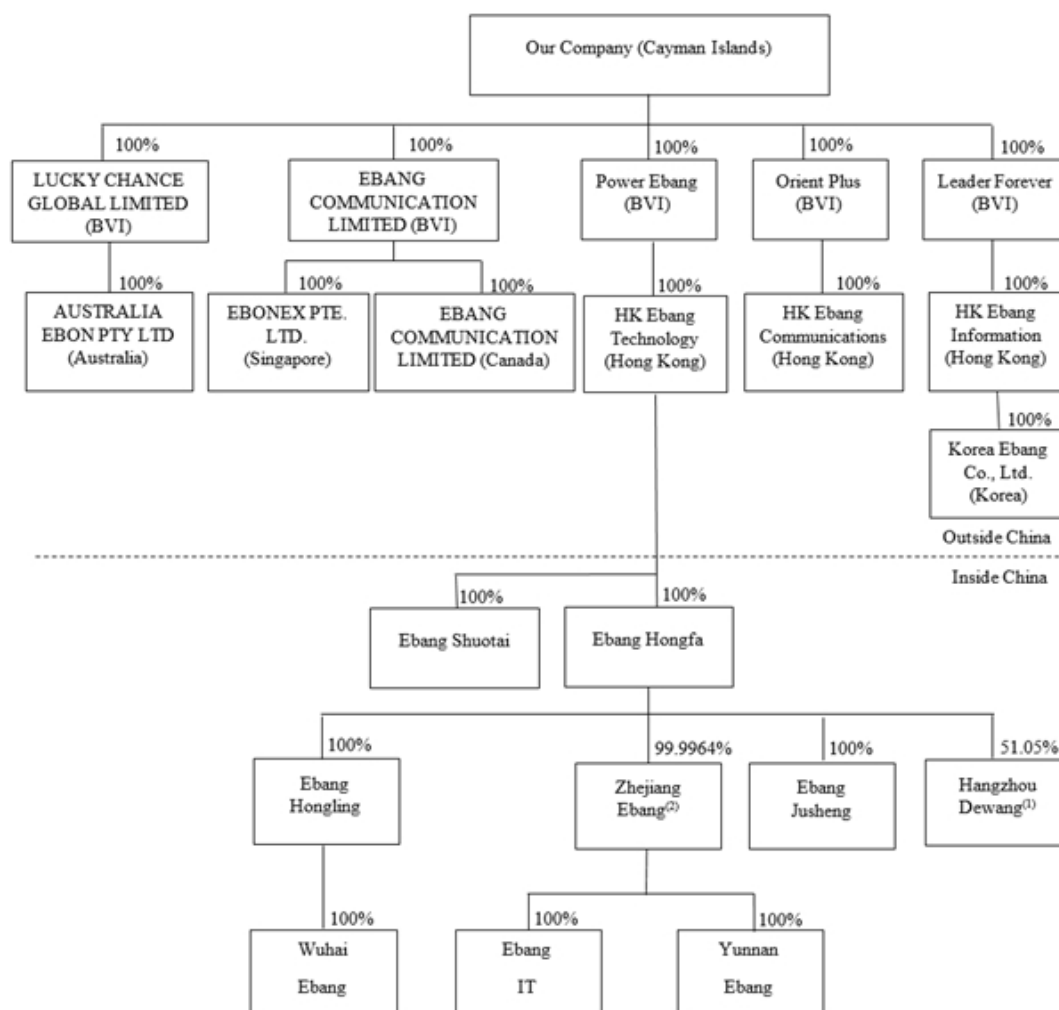 Our Company (Cayman Islands)
100%
100%
100%
100%
100%
LUCKY CHANCE
GLOBAL LIMITED
(BVI)
EBANG
COMMUNICATION
LIMITED (BVI)
Power Ebang
(BVI)
Orient Plus
(BVI)
Leader Forever
(BVI)
100%
100%
100%
100%
100%
100%
AUSTRALIA
EBON PTY LTD
(Australia)
EBONEX PTE.
LTD.
(Singapore)
EBANG
COMMUNICATION
LIMITED (Canada)
HK Ebang
Technology
(Hong Kong)
HK Ebang
Communications
(Hong Kong)
HK Ebang
Information
(Hong Kong)
100%
Korea Ebang
Co., Ltd.
(Korea)
Outside China
Inside China
100%
100%
Ebang Shuotai
Ebang Hongfa
100%
99.9964%
100%
51.05%
Ebang
Hongling
Zhejiang
Ebang(2)
Ebang
Jusheng
Hangzhou
Dewang(1)
100%
100%
100%
Wuhai
Ebang
Ebang
IT
Yunnan
Ebang